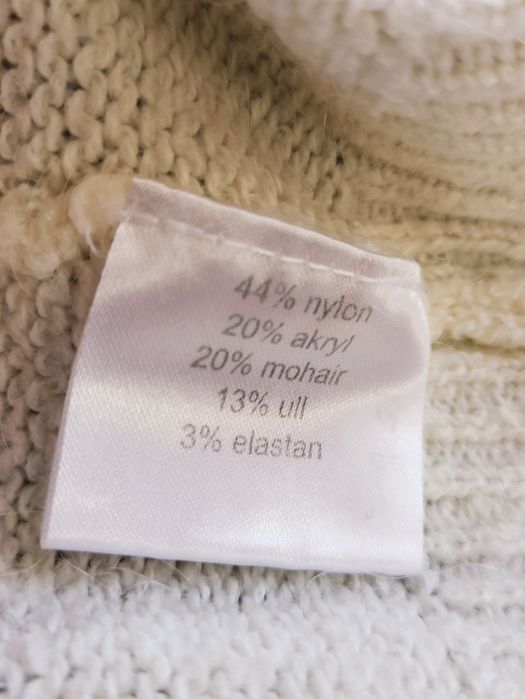 44% nylon
20% akryl
20% mohair
13% ull
3% elastan